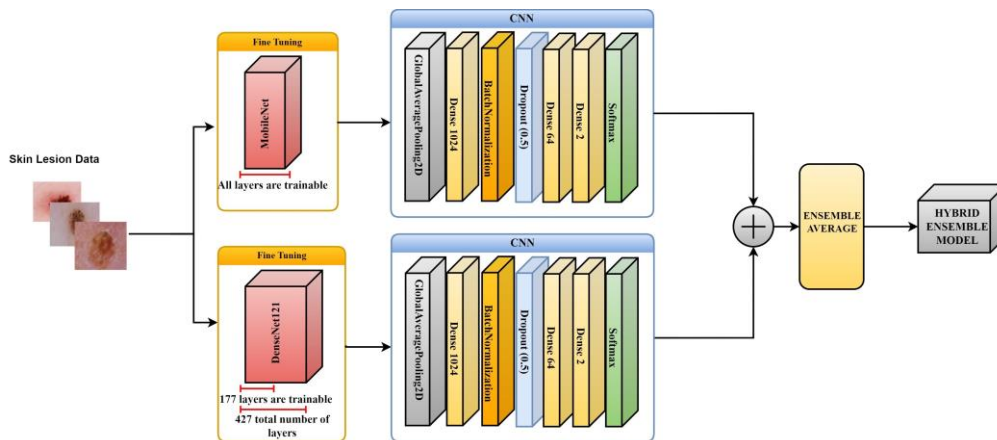 Skin Lesion Data
Fine Tuning
MobileNet
All layers are trainable
CNN
GlobalAveragePooling2D
Dense 1024
BatchNormalization
Dropout (0.5)
Dense 64
Dense 2
Softmax
Fine Tuning
DenseNet121
177 layers are trainable
427 total number of
layers
CNN
GlobalAveragePooling2D
Dense 1024
BatchNormalization
Dropout (0.5)
Dense 64
Dense 2
Softmax
ENSEMBLE
AVERAGE
HYBRID
ENSEMBLE
MODEL